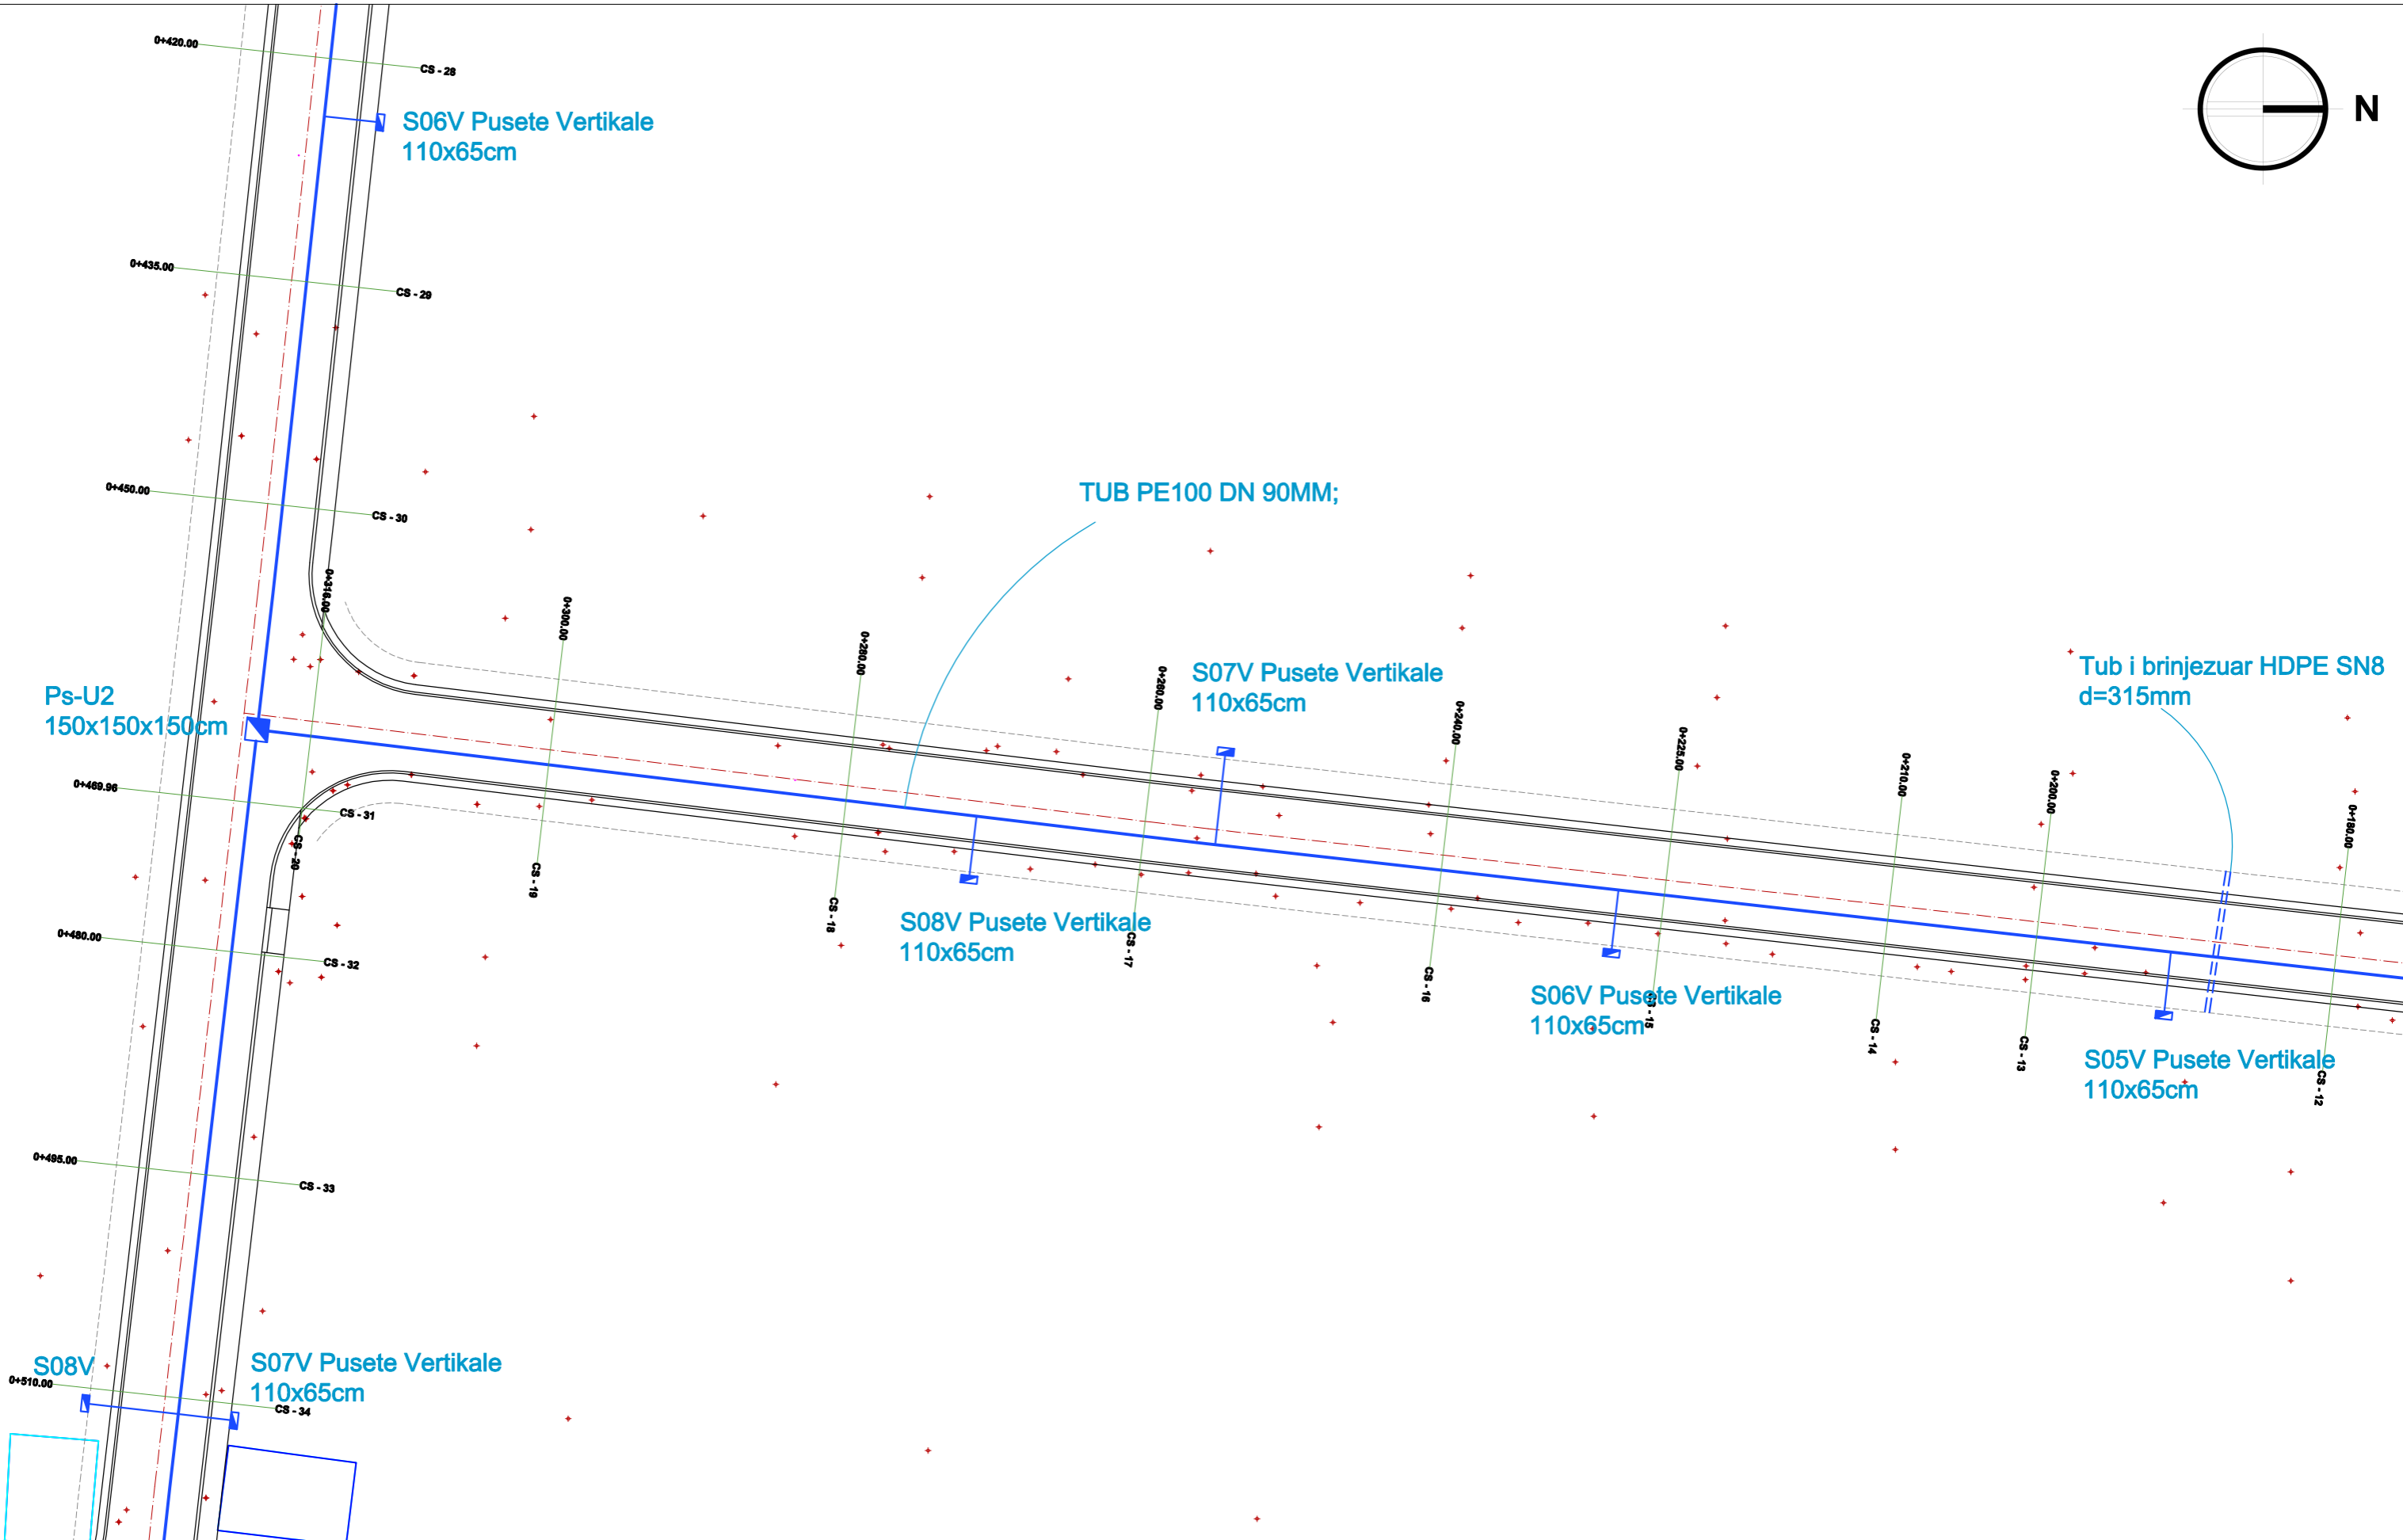 0+420.00
CS - 28
N
S06V Pusete Vertikale
110x65cm
0+435.00
CS - 29
0+450.00
CS - 30
TUB PE100 DN 90MM;
0+316.00
0+300.00
0+280.00
0+260.00
0+240.00
0+225.00
0+210.00
0+200.00
0+180.00
S07V Pusete Vertikale
110x65cm
Tub i brinjezuar HDPE SN8
d=315mm
Ps-U2
150x150x150cm
0+469.96
CS - 31
CS - 20
CS - 19
CS - 18
CS - 17
CS - 16
CS - 15
CS - 14
CS - 13
CS - 12
S08V Pusete Vertikale
110x65cm
0+480.00
CS - 32
S06V Pusete Vertikale
110x65cm
S05V Pusete Vertikale
110x65cm
0+495.00
CS - 33
S08V
S07V Pusete Vertikale
110x65cm
0+510.00
CS - 34